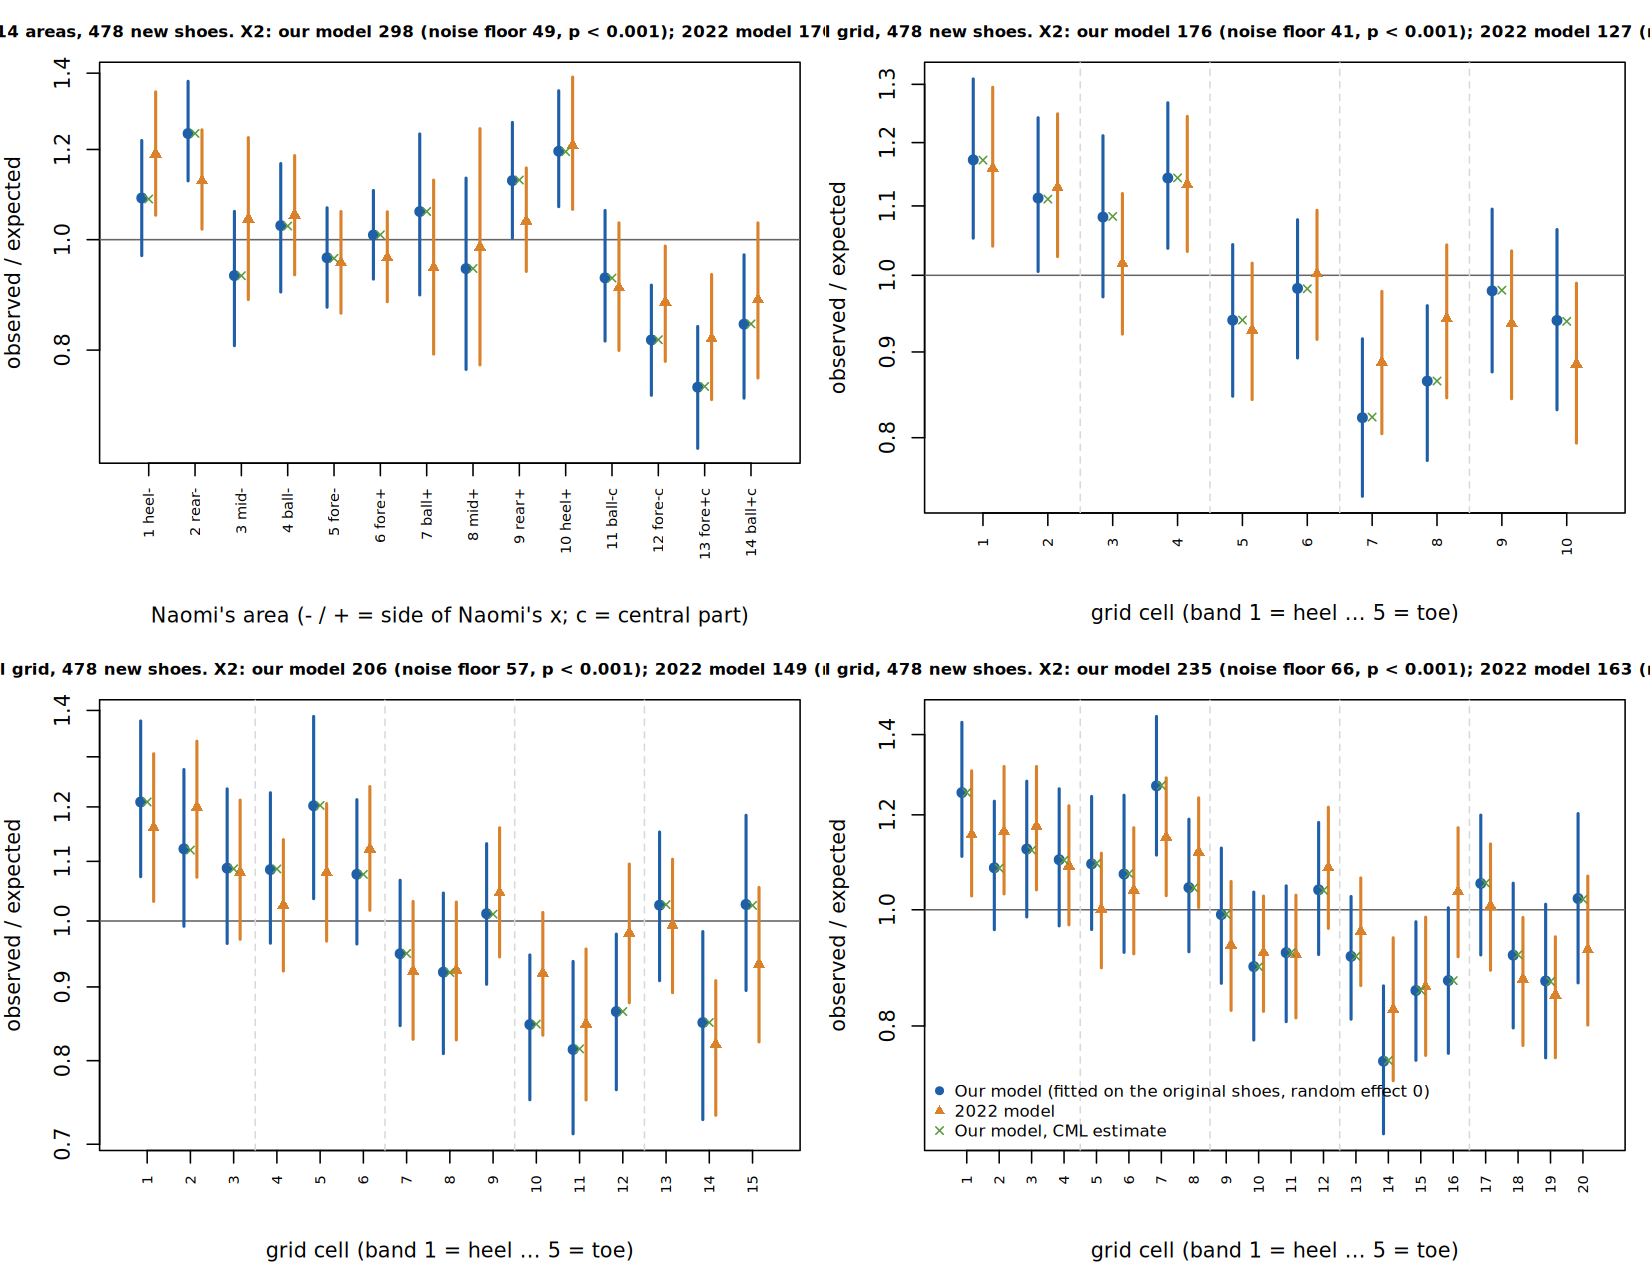 14 areas, 478 new shoes. X2: our model 298 (noise floor 49, p < 0.001); 2022 model
grid, 478 new shoes. X2: our model 176 (noise floor 41, p < 0.001); 2022 model 127
observed / expected
1.4
1.2
1.0
0.8
1 heel-
2 rear-
3 mid-
4 ball-
5 fore-
6 fore+
7 ball+
8 mid+
9 rear+
10 heel+
11 ball-c
12 fore-c
13 fore+c
14 ball+c
Naomi's area (- / + = side of Naomi's x; c = central part)
observed / expected
1.3
1.2
1.1
1.0
0.9
0.8
1
2
3
4
5
6
7
8
9
10
grid cell (band 1 = heel ... 5 = toe)
grid, 478 new shoes. X2: our model 206 (noise floor 57, p < 0.001); 2022 model 149
grid, 478 new shoes. X2: our model 235 (noise floor 66, p < 0.001); 2022 model 163
observed / expected
1.4
1.2
1.1
1.0
0.9
0.8
0.7
1
2
3
4
5
6
7
8
9
10
11
12
13
14
15
grid cell (band 1 = heel ... 5 = toe)
observed / expected
1.4
1.2
1.0
0.8
Our model (fitted on the original shoes, random effect 0)
2022 model
Our model, CML estimate
1
2
3
4
5
6
7
8
9
10
11
12
13
14
15
16
17
18
19
20
grid cell (band 1 = heel ... 5 = toe)